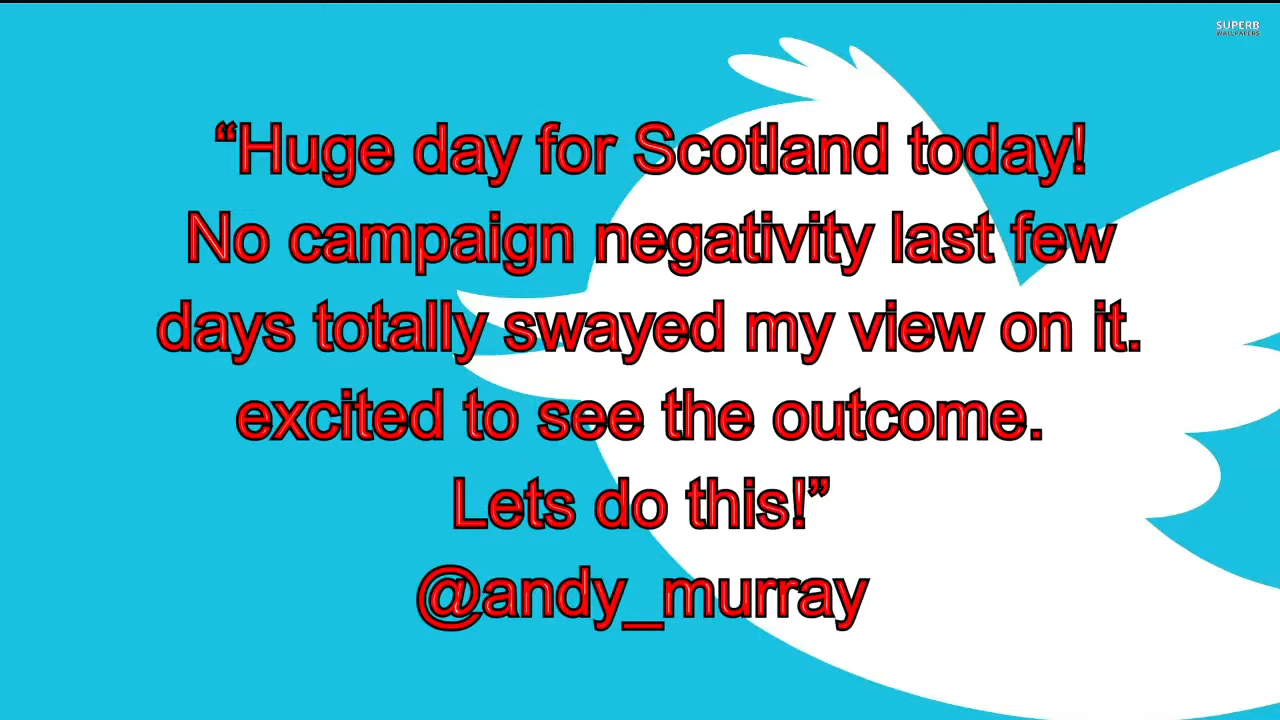 SUPERB
WALLPAPERS
“Huge day for Scotland today!
No campaign negativity last few
days totally swayed my view on it.
excited to see the outcome.
Lets do this!”
@andy_murray